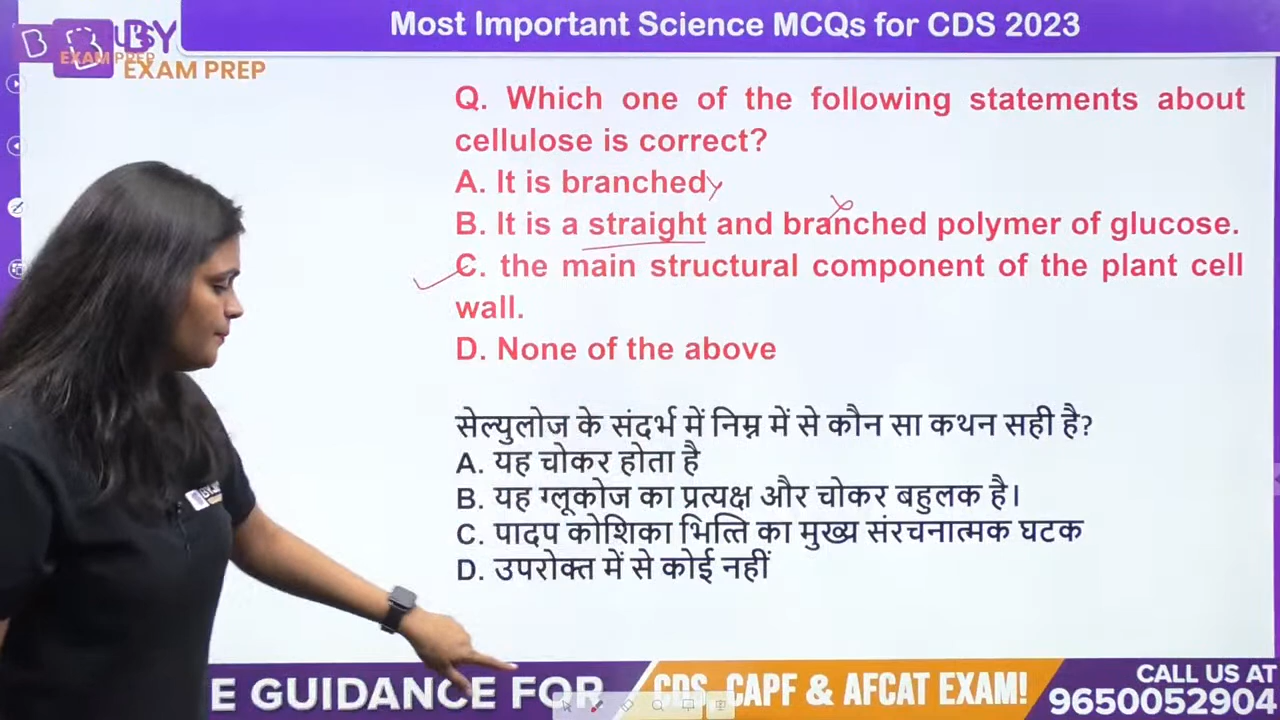 Most Important Science MCQs for CDS 2023
EXAM PREP
EXAM PREP
Q. Which one of the following statements about
cellulose is correct?
A. It is branched
B. It is a straight and branched polymer of glucose.
C. the main structural component of the plant cell
wall.
D. None of the above
सेल्युलोज के संदर्भ में निम्न में से कौन सा कथन सही है?
A. यह चोकर होता है
B. यह ग्लूकोज का प्रत्यक्ष और चोकर बहुलक है।
C. पादप कोशिका भित्ति का मुख्य संरचनात्मक घटक
D. उपरोक्त में से कोई नहीं
E GUIDANCE FOR CDS, CAPF & AFCAT EXAM!
CALL US AT
9650052904